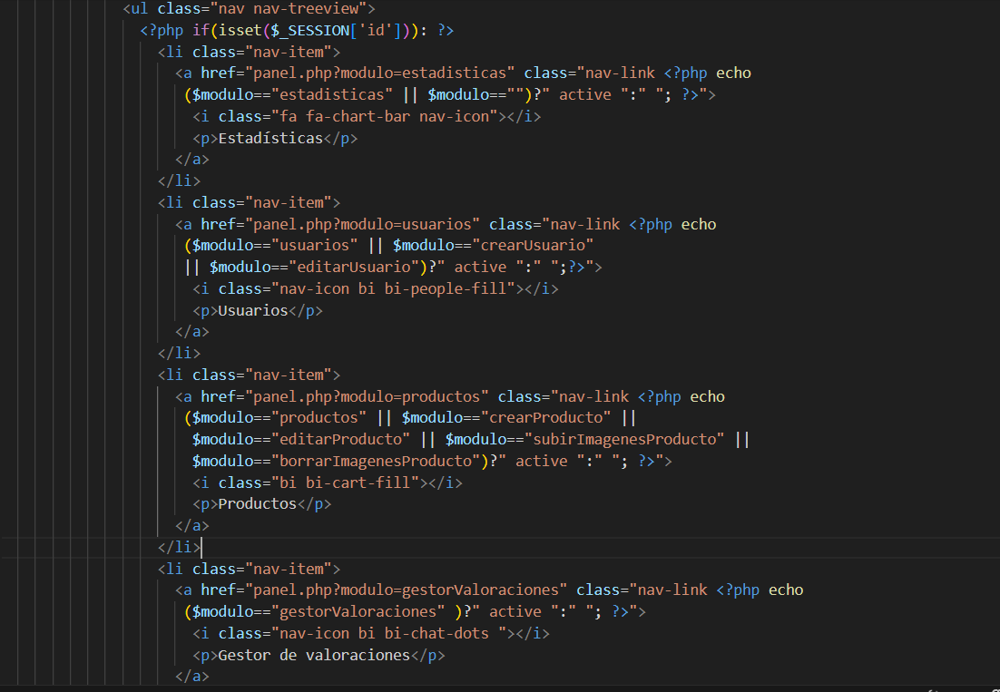 <ul class="nav nav-treeview">
<?php if(isset($_SESSION['id'])): ?>
<li class="nav-item">
<a href="panel.php?modulo=estadisticas" class="nav-link <?php echo
($modulo=="estadisticas" || $modulo=="")?" active ":" "; ?>">
<i class="fa fa-chart-bar nav-icon"></i>
<p>Estadísticas</p>
</a>
</li>
<li class="nav-item">
<a href="panel.php?modulo=usuarios" class="nav-link <?php echo
($modulo=="usuarios" || $modulo=="crearUsuario"
|| $modulo=="editarUsuario")?" active ":" ";?>">
<i class="nav-icon bi bi-people-fill"></i>
<p>Usuarios</p>
</a>
</li>
<li class="nav-item">
<a href="panel.php?modulo=productos" class="nav-link <?php echo
($modulo=="productos" || $modulo=="crearProducto" ||
$modulo=="editarProducto" || $modulo=="subirImagenesProducto" ||
$modulo=="borrarImagenesProducto")?" active ":" "; ?>">
<i class="bi bi-cart-fill"></i>
<p>Productos</p>
</a>
</li>
<li class="nav-item">
<a href="panel.php?modulo=gestorValoraciones" class="nav-link <?php echo
($modulo=="gestorValoraciones" )?" active ":" "; ?>">
<i class="nav-icon bi bi-chat-dots "></i>
<p>Gestor de valoraciones</p>
</a>